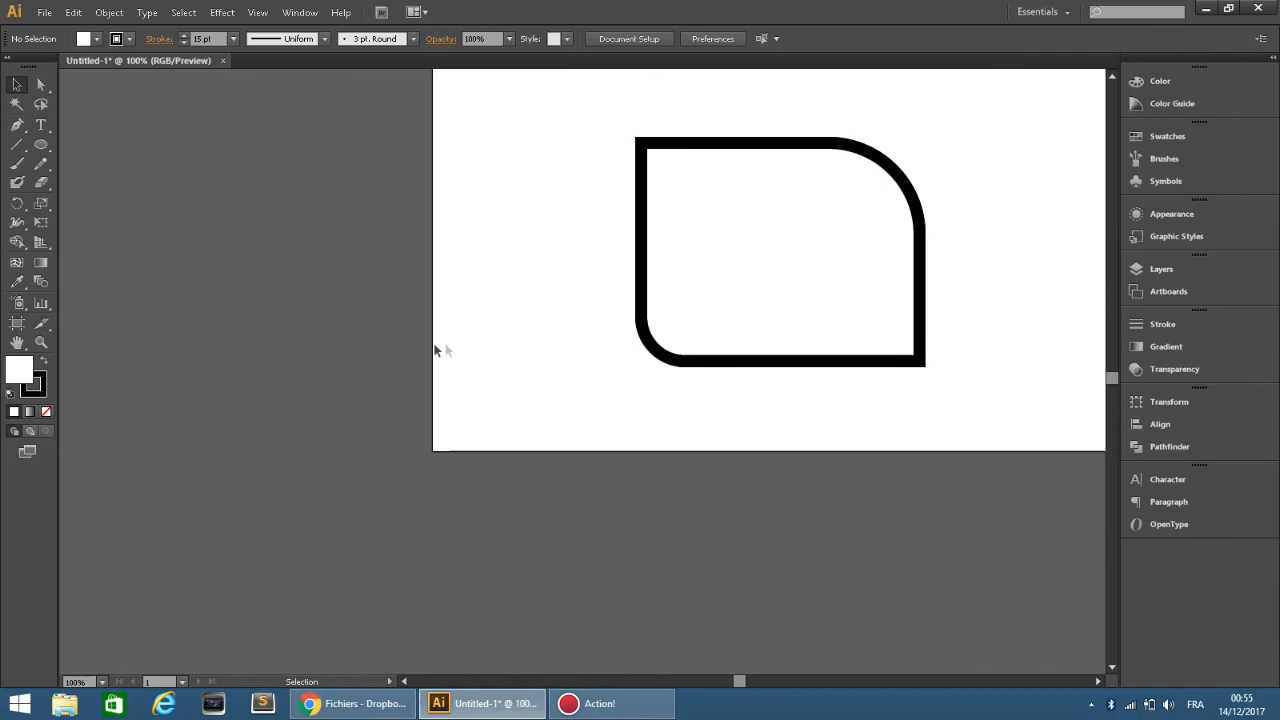 Ai File Edit Object Type Select Effect View Window Help Br Essentials
No Selection Stroke: 15 pt Uniform 3 pt. Round Opacity: 100% Style: Document Setup Preferences
Untitled-1* @ 100% (RGB/Preview) ×
Color
Color Guide
Swatches
Brushes
Symbols
Appearance
Graphic Styles
Layers
Artboards
Stroke
Gradient
Transparency
Transform
Align
Pathfinder
Character
Paragraph
OpenType
100% 1 Selection
Fichiers - Dropbo... Ai Untitled-1* @ 100... Action! FRA 00:55
14/12/2017